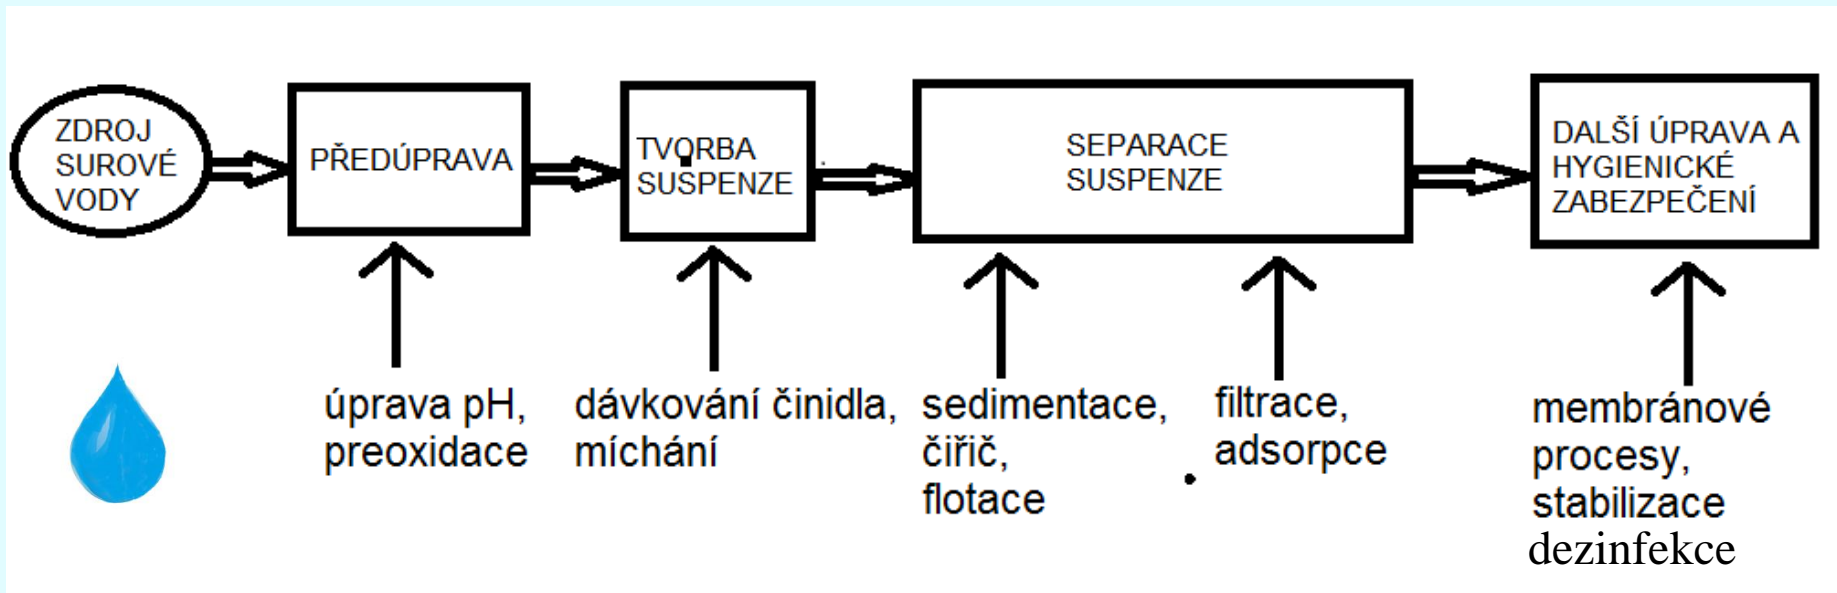 ZDROJ
SUROVÉ
VODY
PŘEDÚPRAVA
TVORBA
SUSPENZE
SEPARACE
SUSPENZE
DALŠÍ ÚPRAVA A
HYGIENICKÉ
ZABEZPEČENÍ
úprava pH,
preoxidace
dávkování činidla,
míchání
sedimentace,
čiřič,
flotace
filtrace,
adsorpce
membránové
procesy,
stabilizace
dezinfekce